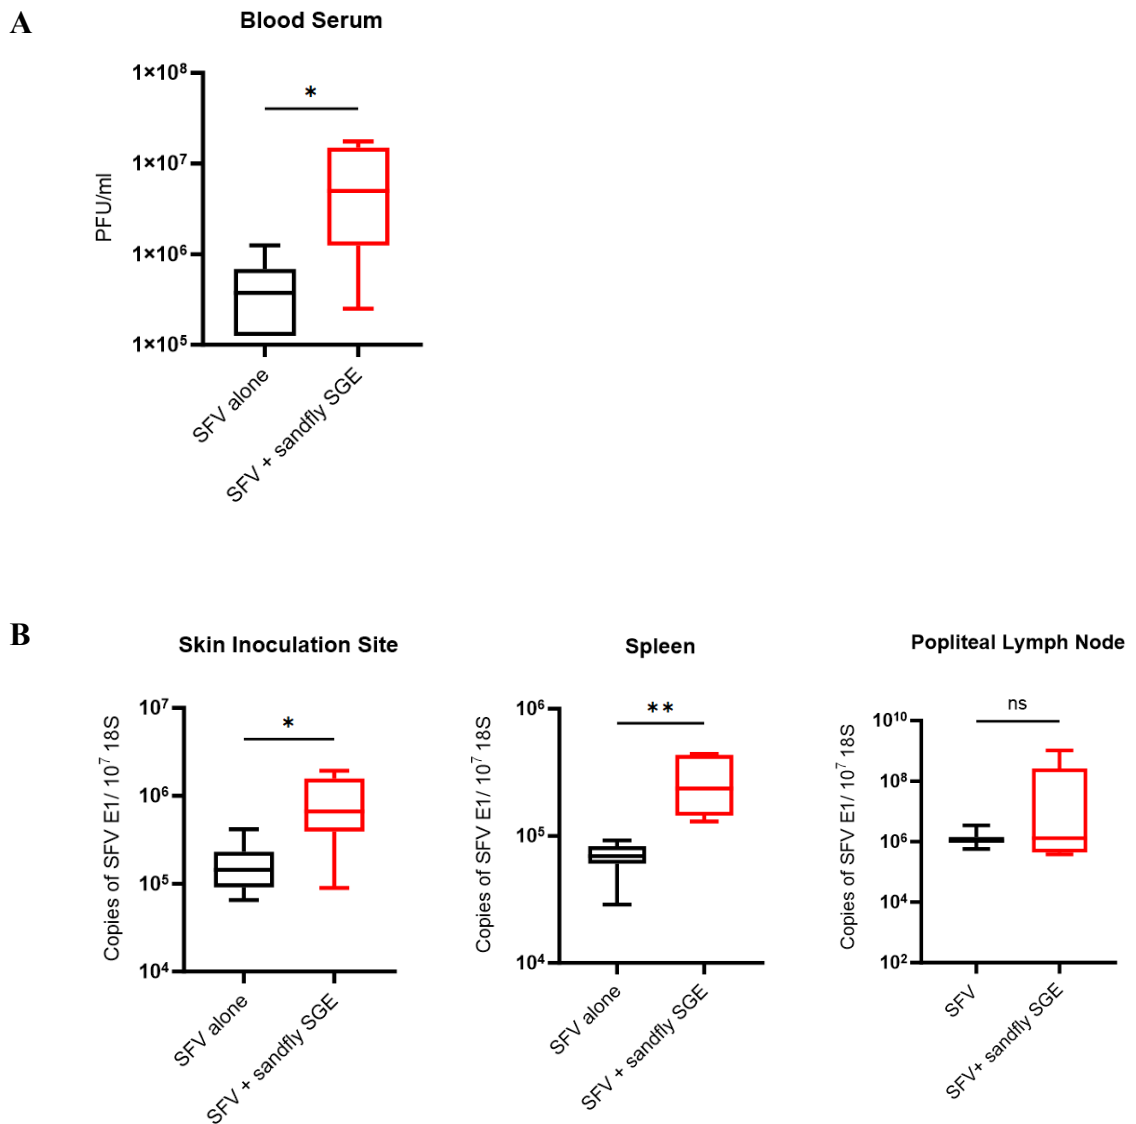 A
Blood Serum
PFU/ml
1×10⁸
1×10⁷
1×10⁶
1×10⁵
*
SFV alone
SFV + sandfly SGE
B
Skin Inoculation Site
Copies of SFV E1/ 10⁷ 18S
10⁷
10⁶
10⁵
10⁴
*
SFV alone
SFV + sandfly SGE
Spleen
Copies of SFV E1/ 10⁷ 18S
10⁶
10⁵
10⁴
**
SFV alone
SFV + sandfly SGE
Popliteal Lymph Node
Copies of SFV E1/ 10⁷ 18S
10¹⁰
10⁸
10⁶
10⁴
10²
ns
SFV
SFV+ sandfly SGE